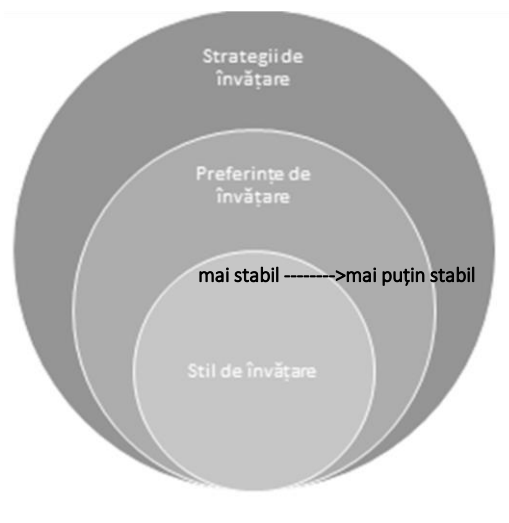 Strategii de
învățare
Preferințe de
învățare
mai stabil -------->mai puțin stabil
Stil de învățare